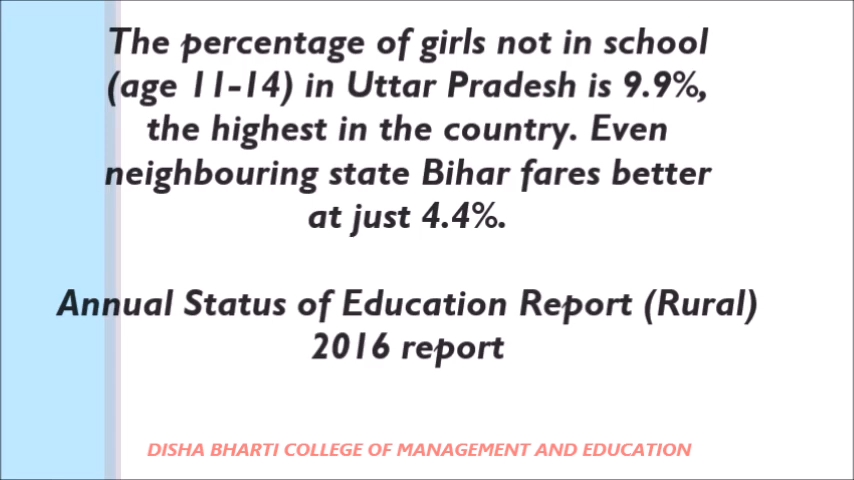 The percentage of girls not in school
(age 11-14) in Uttar Pradesh is 9.9%,
the highest in the country. Even
neighbouring state Bihar fares better
at just 4.4%.
Annual Status of Education Report (Rural)
2016 report
DISHA BHARTI COLLEGE OF MANAGEMENT AND EDUCATION